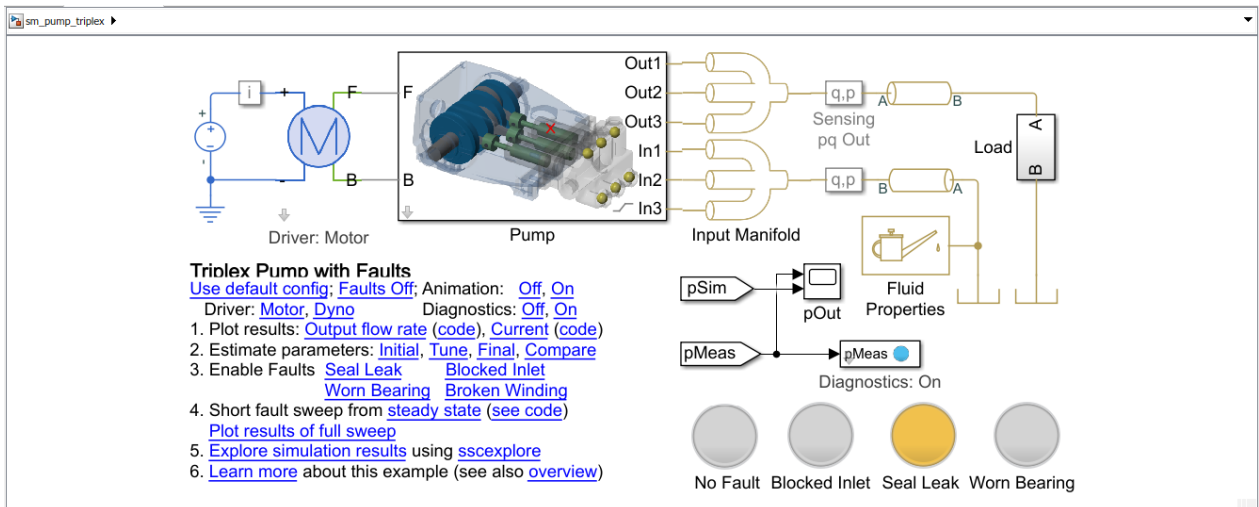 sm_pump_triplex
i
+
F
F
Out1
Out2
Out3
In1
In2
In3
+
-
M
-
B
B
q,p
A
B
Sensing
pq Out
A
Load
B
q,p
B
A
Driver: Motor
Pump
Input Manifold
Fluid
Properties
Triplex Pump with Faults
Use default config; Faults Off; Animation: Off, On
Driver: Motor, Dyno Diagnostics: Off, On
1. Plot results: Output flow rate (code), Current (code)
2. Estimate parameters: Initial, Tune, Final, Compare
3. Enable Faults Seal Leak Blocked Inlet
Worn Bearing Broken Winding
4. Short fault sweep from steady state (see code)
Plot results of full sweep
5. Explore simulation results using sscexplore
6. Learn more about this example (see also overview)
pSim
pOut
pMeas
pMeas
Diagnostics: On
No Fault Blocked Inlet Seal Leak Worn Bearing